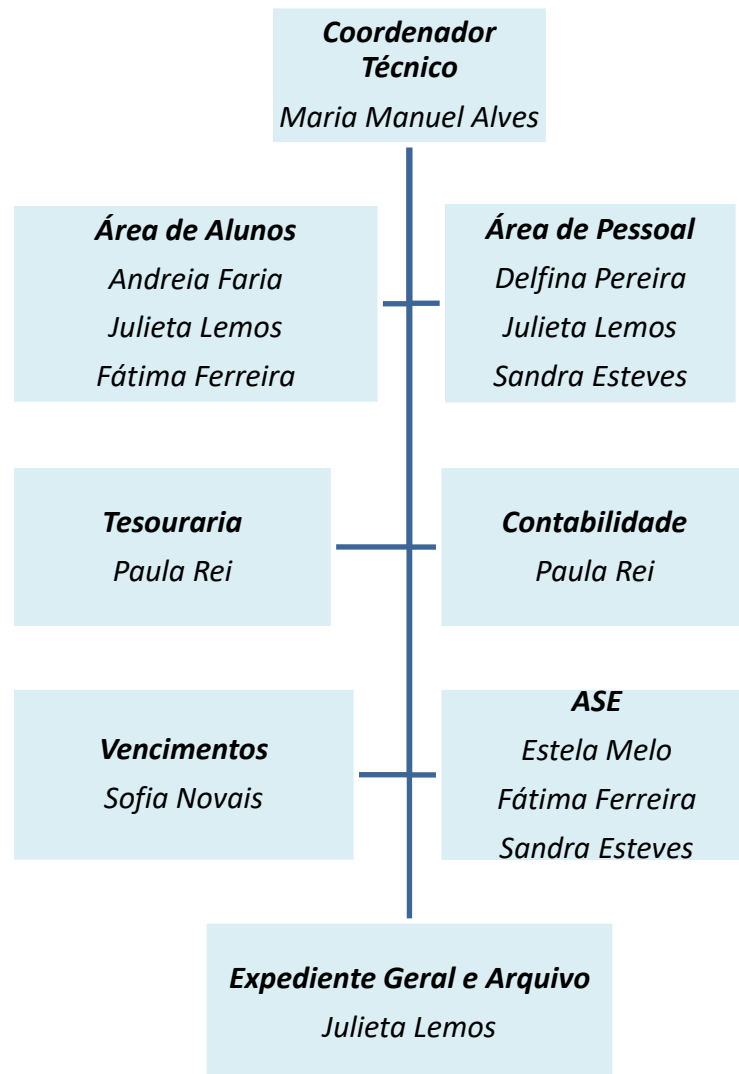 Coordenador
Técnico
Maria Manuel Alves
Área de Alunos
Andreia Faria
Julieta Lemos
Fátima Ferreira
Área de Pessoal
Delfina Pereira
Julieta Lemos
Sandra Esteves
Tesouraria
Paula Rei
Contabilidade
Paula Rei
Vencimentos
Sofia Novais
ASE
Estela Melo
Fátima Ferreira
Sandra Esteves
Expediente Geral e Arquivo
Julieta Lemos